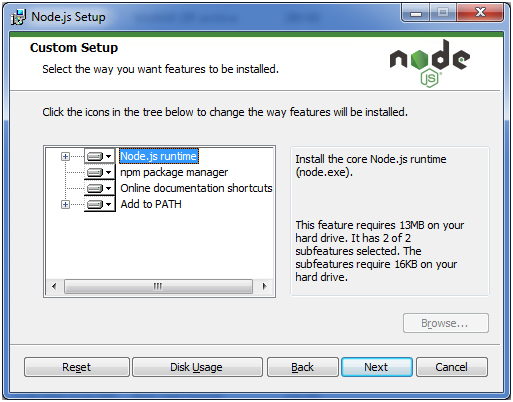 Node.js Setup
Custom Setup
Select the way you want features to be installed.
node
JS
Click the icons in the tree below to change the way features will be installed.
Node.js runtime
npm package manager
Online documentation shortcuts
Add to PATH
Install the core Node.js runtime
(node.exe).
This feature requires 13MB on your
hard drive. It has 2 of 2
subfeatures selected. The
subfeatures require 16KB on your
hard drive.
Browse...
Reset
Disk Usage
Back
Next
Cancel